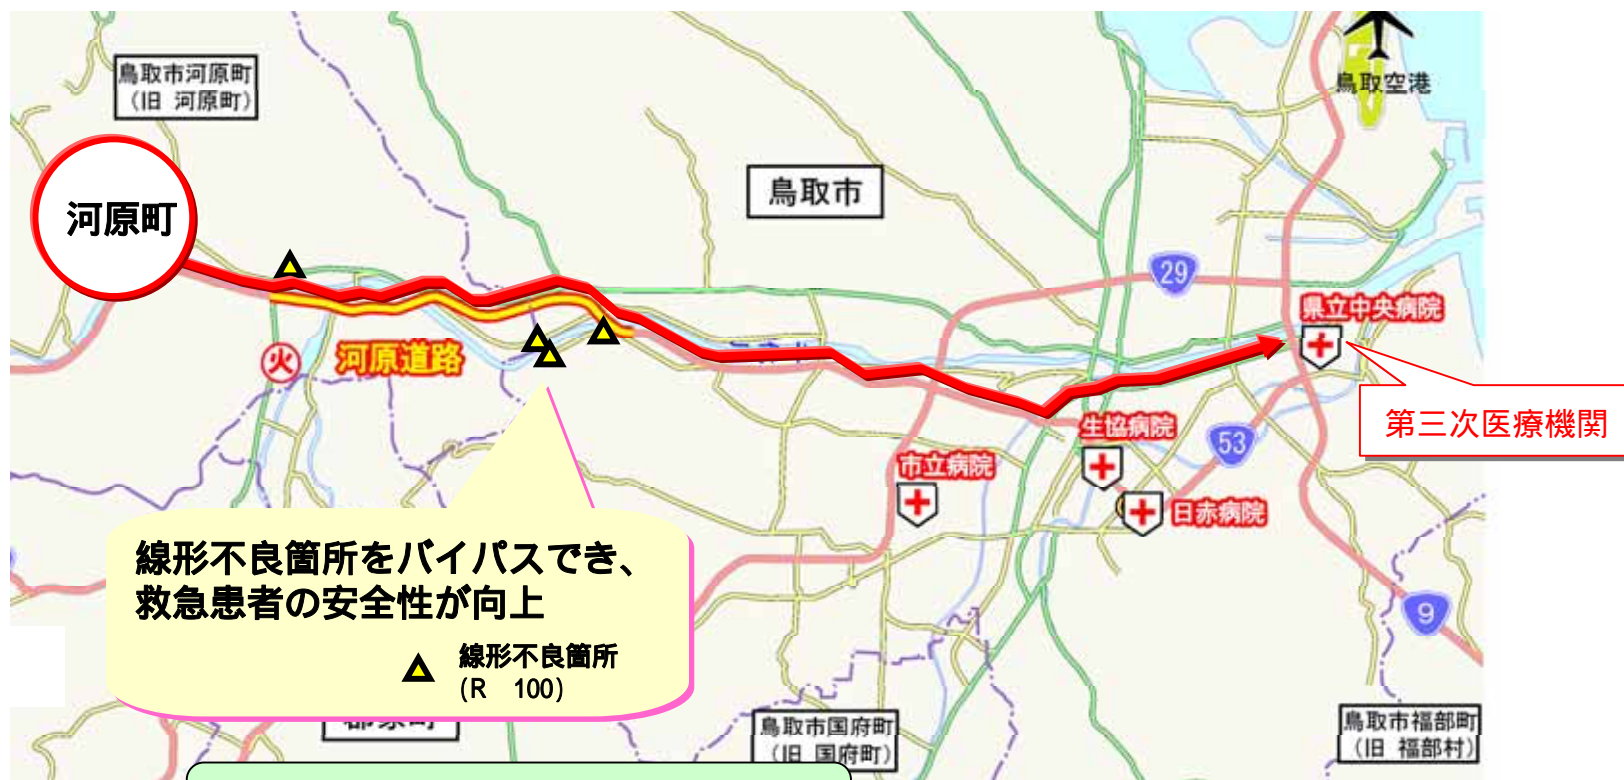 鳥取市河原町
（旧 河原町）
鳥取空港
河原町
鳥取市
29
県立中央病院
河原道路
火
第三次医療機関
生協病院
53
市立病院
日赤病院
線形不良箇所をバイパスでき、
救急患者の安全性が向上
線形不良箇所
(R 100)
9
鳥取市国府町
（旧 国府町）
鳥取市福部町
（旧 福部村）